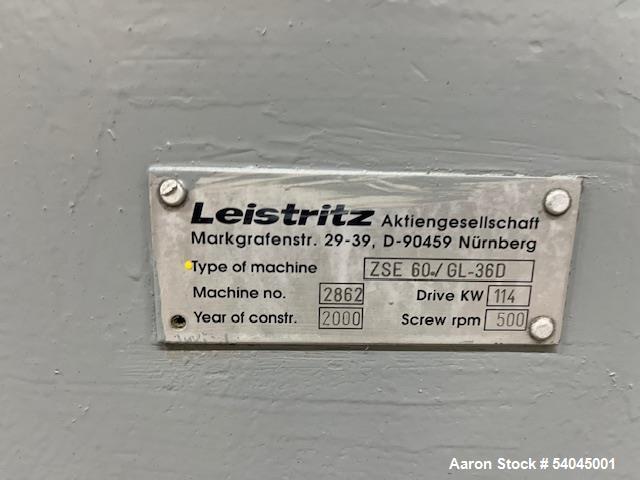 Leistritz Aktiengesellschaft
Markgrafenstr. 29-39, D-90459 Nürnberg
Type of machine ZSE 60 / GL-36D
Machine no. 2862 Drive KW 114
Year of constr. 2000 Screw rpm 500
Aaron Stock # 54045001